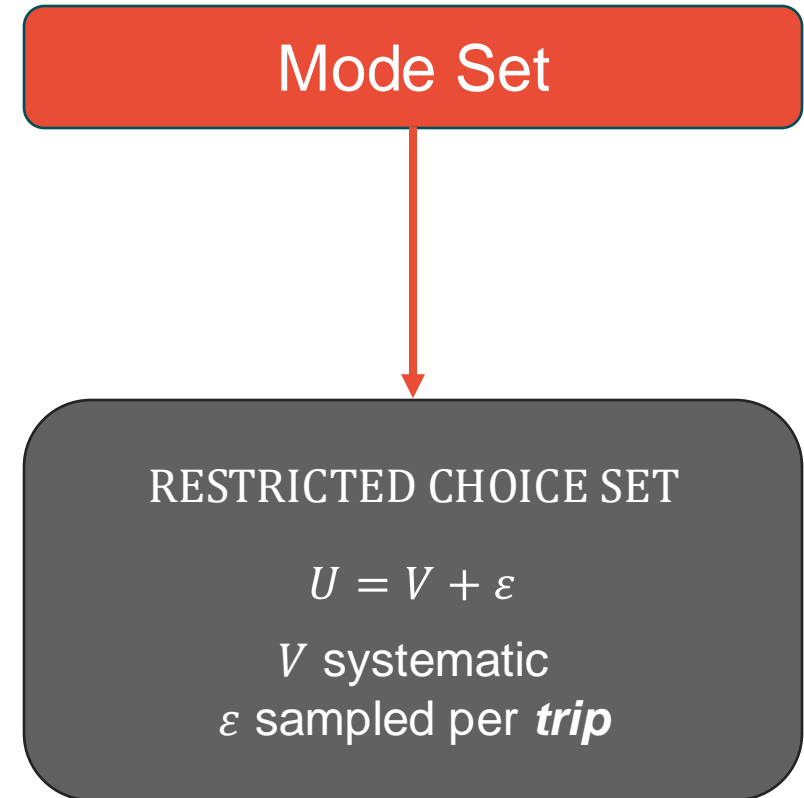 Mode Set
RESTRICTED CHOICE SET
𝑈 = 𝑉 + 𝜀
𝑉 systematic
𝜀 sampled per trip